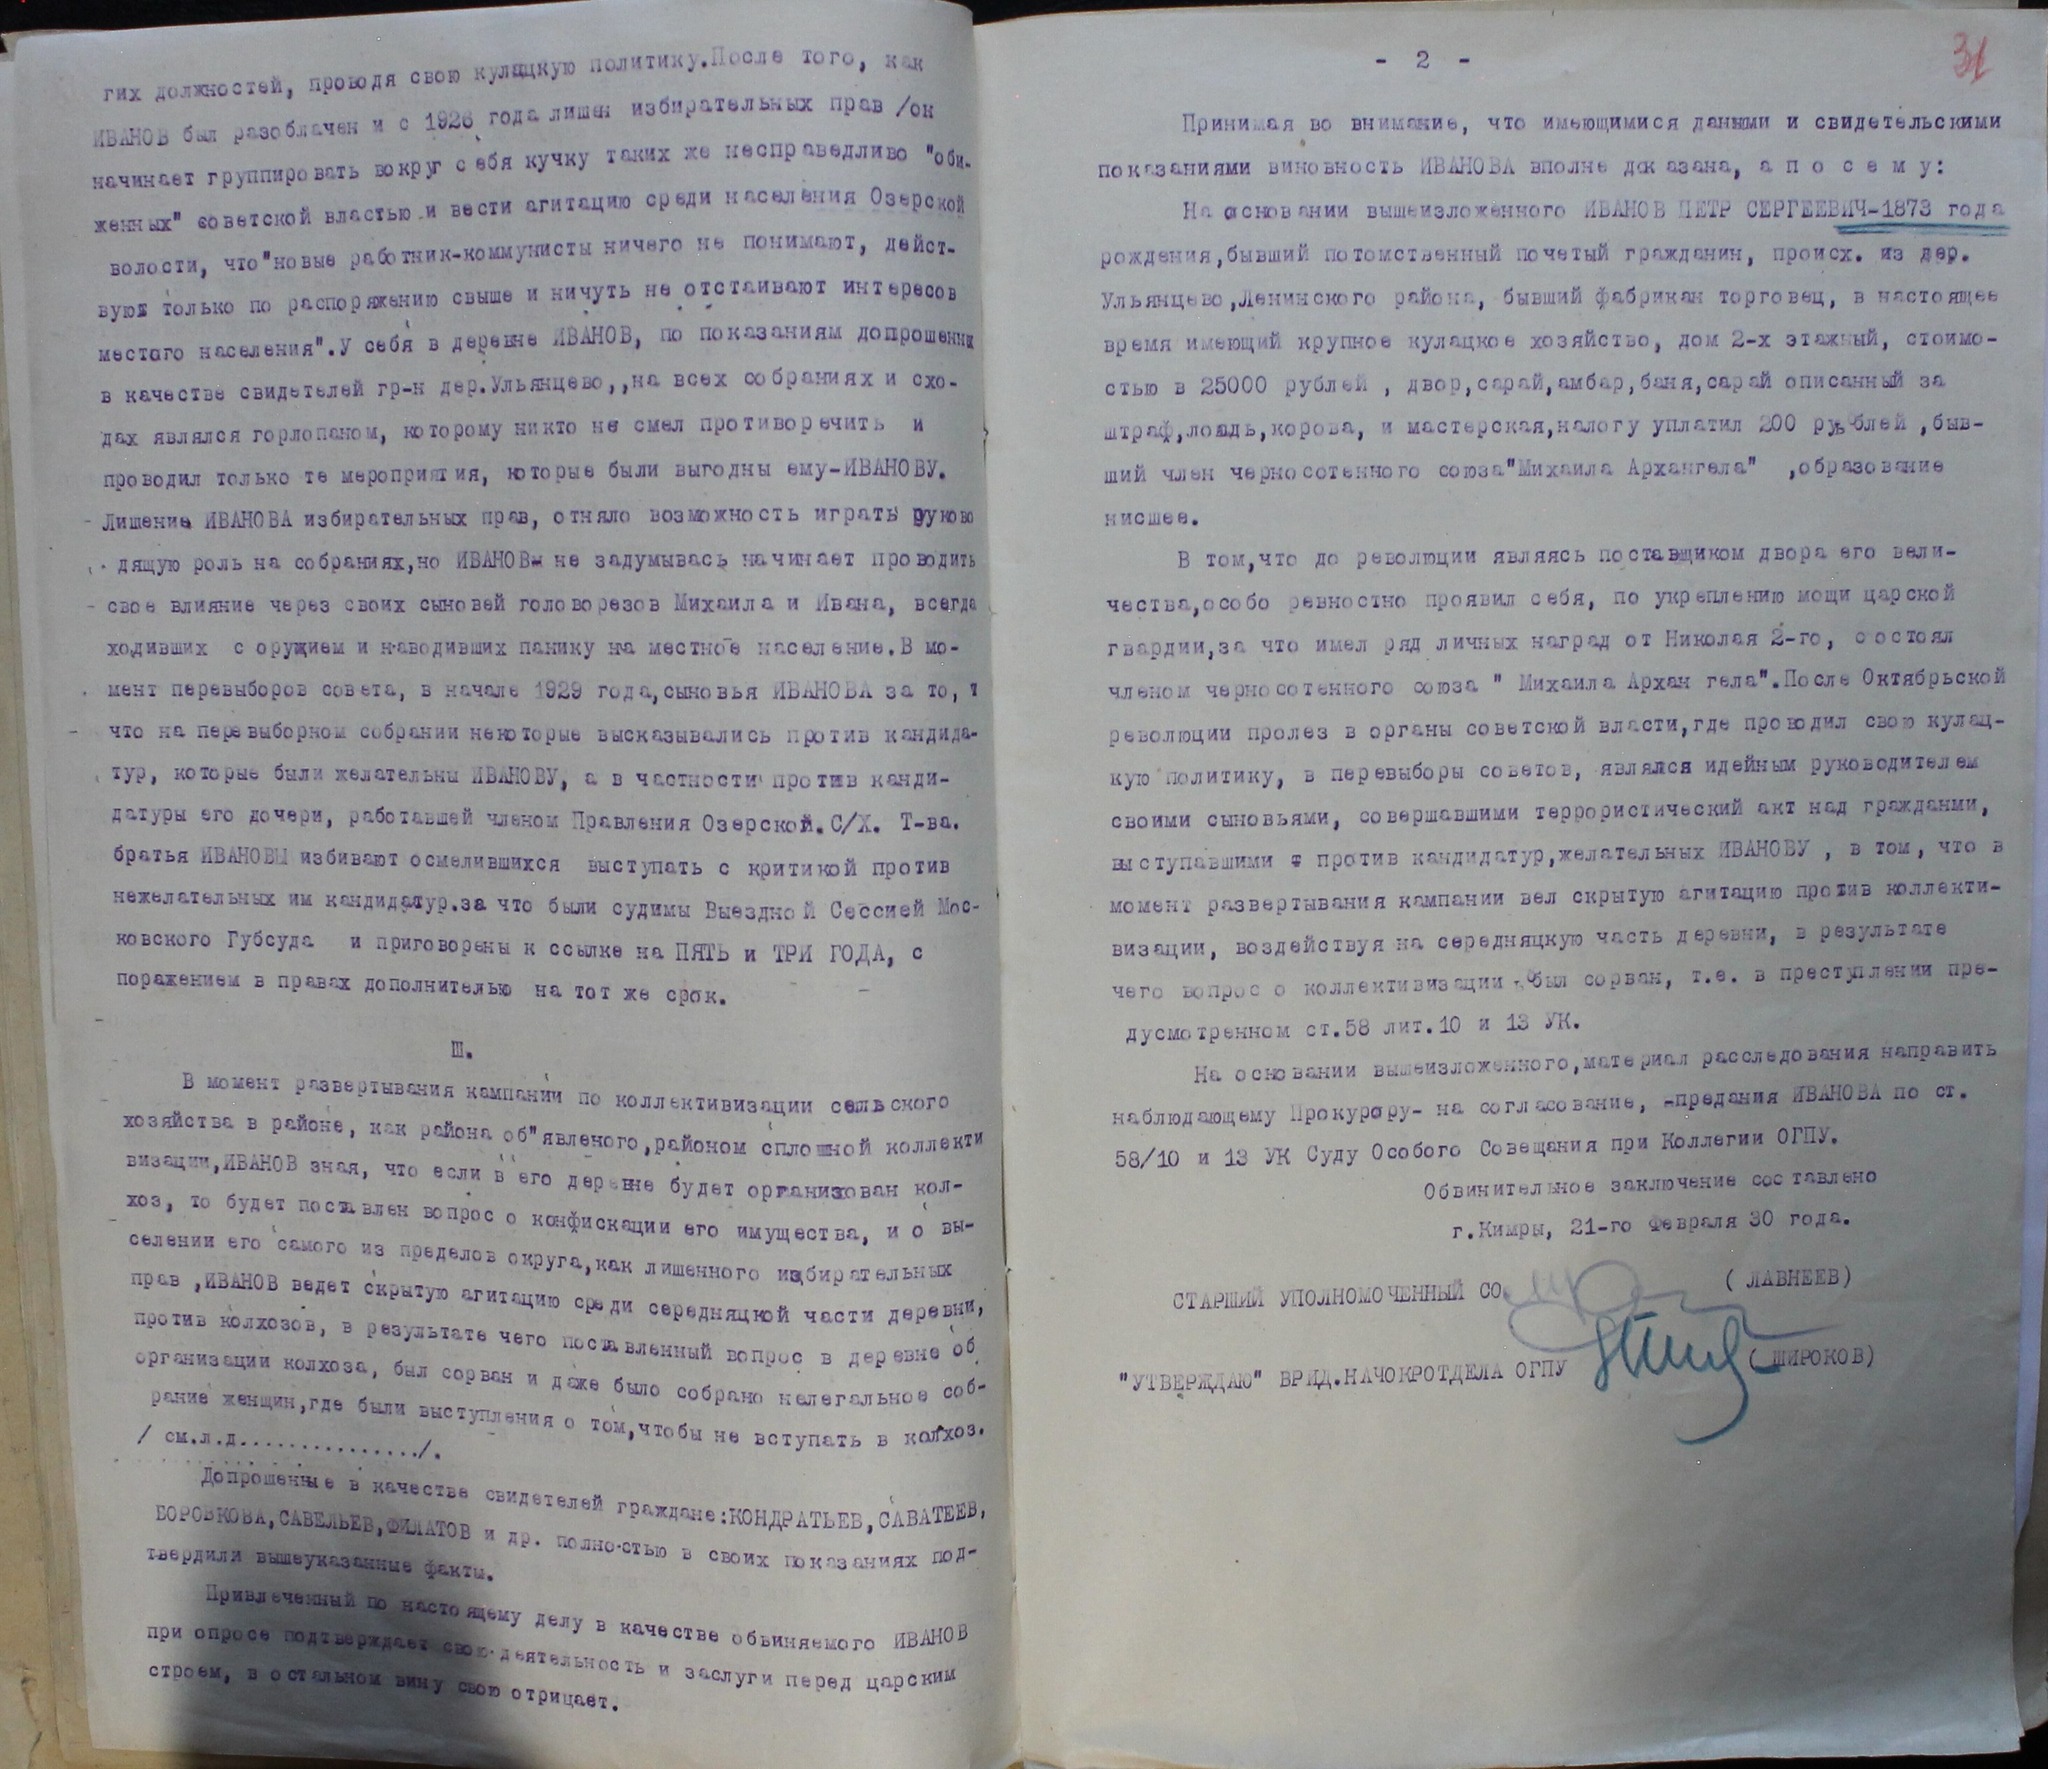 гих должностей, проводя свою кулацкую политику.После того, как
ИВАНОВ был разоблачен и с 1926 года лишен избирательных прав /он
начинает группировать вокруг себя кучку таких же несправедливо "оби-
женных" советской властью и вести агитацию среди населения Озерской
волости, что"новые работник-коммунисты ничего не понимают, дейст-
вуют только по распоряжению свыше и ничуть не отстаивают интересов
местого населения".У себя в деревне ИВАНОВ, по показаниям допрошенны
в качестве свидетелей гр-н дер.Ульянцево,,на всех собраниях и схо-
дах являлся горлопаном, которому никто не смел противоречить и
проводил только те мероприятия, которые были выгодны ему-ИВАНОВУ.
Лишение ИВАНОВА избирательных прав, отняло возможность играть руково
дящую роль на собраниях,но ИВАНОВ не задумывась начинает проводить
свое влияние через своих сыновей головорезов Михаила и Ивана, всегда
ходивших с оружием и наводивших панику на местное население.В мо-
мент перевыборов совета, в начале 1929 года,сыновья ИВАНОВА за то, т
что на перевыборном собрании некоторые высказывались против кандида-
тур, которые были желательны ИВАНОВУ, а в частности против канди-
датуры его дочери, работавшей членом Правления Озерской.С/Х. Т-ва.
братья ИВАНОВЫ избивают осмелившихся выступать с критикой против
нежелательных им кандидатур.за что были судимы Выездной Сессией Мос-
ковского Губсуда и приговорены к ссылке на ПЯТЬ и ТРИ ГОДА, с
поражением в правах дополнителью на тот же срок.
Ш.
В момент развертывания кампании по коллективизации сельского
хозяйства в районе, как района об"явленого,районом сплошной коллекти
визации,ИВАНОВ зная, что если в его деревне будет организован кол-
хоз, то будет поставлен вопрос о конфискации его имущества, и о вы-
селении его самого из пределов округа,как лишенного избирательных
прав ,ИВАНОВ ведет скрытую агитацию среди середняцкой части деревни,
против колхозов, в результате чего поставленный вопрос в деревне об
организации колхоза, был сорван и даже было собрано нелегальное соб-
рание женщин,где были выступления о том,чтобы не вступать в колхоз.
/ см.л.д.............../.
Допрошенные в качестве свидетелей граждане:КОНДРАТЬЕВ,САВАТЕЕВ,
БОРОВКОВА,САВЕЛЬЕВ,ФИЛАТОВ и др. полностью в своих показаниях под-
твердили вышеуказанные факты.
Привлеченный по настоящему делу в качестве обвиняемого ИВАНОВ
при опросе подтверждает свою деятельность и заслуги перед царским
строем, в остальном вину свою отрицает.
- 2 -
31
Принимая во внимание, что имеющимися данными и свидетельскими
показаниями виновность ИВАНОВА вполне доказана, а п о с е м у :
На основании вышеизложенного ИВАНОВ ПЕТР СЕРГЕЕВИЧ-1873 года
рождения,бывший потомственный почетый гражданин, происх. из дер.
Ульянцево,Ленинского района, бывший фабрикан торговец, в настоящее
время имеющий крупное кулацкое хозяйство, дом 2-х этажный, стоимо-
стью в 25000 рублей , двор,сарай,амбар,баня,сарай описанный за
штраф,лошдь,корова, и мастерская,налогу уплатил 200 рублей ,быв-
ший член черносотенного союза"Михаила Архангела" ,образование
нисшее.
В том,что до революции являясь поставщиком двора его вели-
чества,особо ревностно проявил себя, по укреплению мощи царской
гвардии,за что имел ряд личных наград от Николая 2-го, состоял
членом черносотенного союза " Михаила Архан гела".После Октябрьской
революции пролез в органы советской власти,где проводил свою кулац-
кую политику, в перевыборы советов, являлся идейным руководителем
своими сыновьями, совершавшими террористический акт над гражданми,
выступавшими против кандидатур,желательных ИВАНОВУ , в том, что в
момент развертывания кампании вел скрытую агитацию против коллекти-
визации, воздействуя на середняцкую часть деревни, в результате
чего вопрос о коллективизации был сорван, т.е. в преступлении пре-
дусмотренном ст.58 лит.10 и 13 УК.
На основании вышеизложенного,материал расследования направить
наблюдающему Прокурору- на согласование, -предания ИВАНОВА по ст.
58/10 и 13 УК Суду Особого Совещания при Коллегии ОГПУ.
Обвинительное заключение составлено
г.Кимры, 21-го Февраля 30 года.
СТАРШИЙ УПОЛНОМОЧЕННЫЙ СО. ( ЛАВНЕЕВ)
"УТВЕРЖДАЮ" ВРИД.НАЧОКРОТДЕЛА ОГПУ ( ШИРОКОВ)